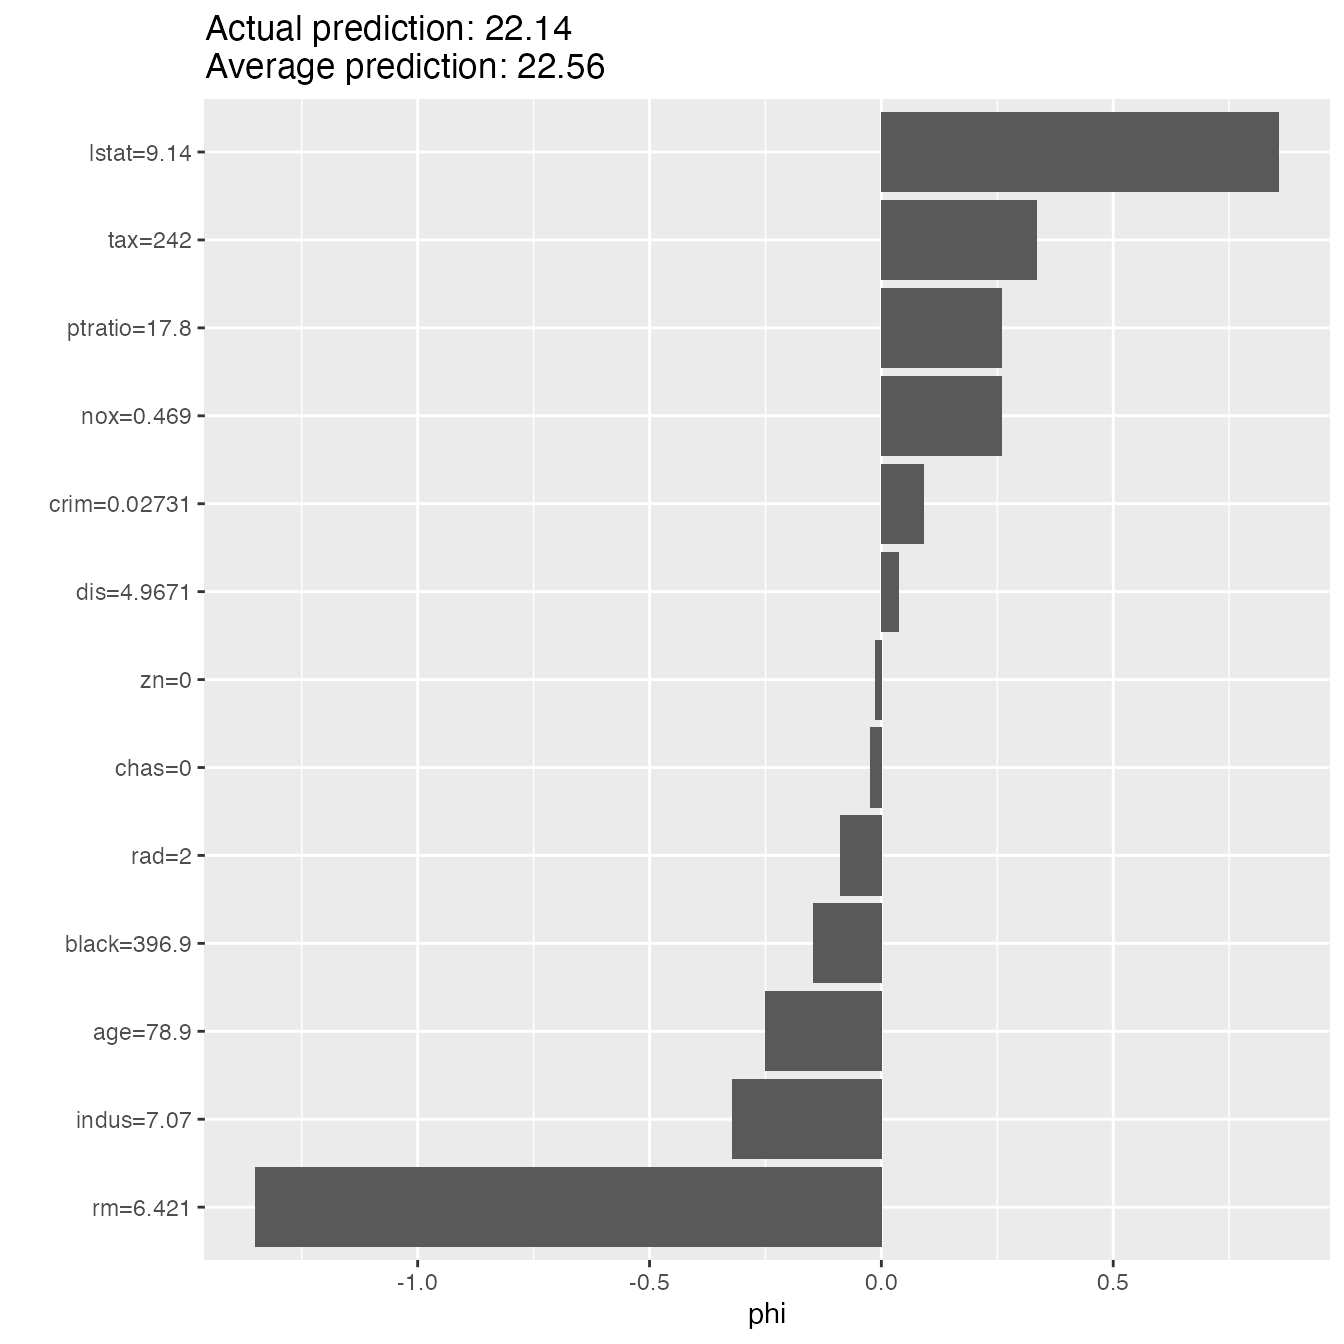 Actual prediction: 22.14
Average prediction: 22.56
lstat=9.14
tax=242
ptratio=17.8
nox=0.469
crim=0.02731
dis=4.9671
zn=0
chas=0
rad=2
black=396.9
age=78.9
indus=7.07
rm=6.421
-1.0 -0.5 0.0 0.5
phi